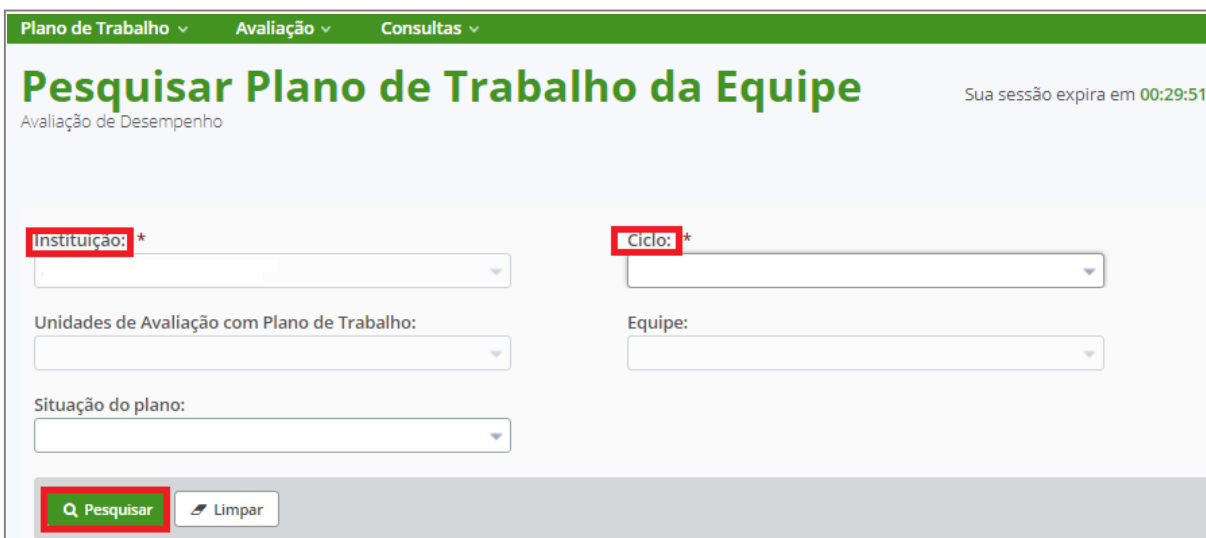 Plano de Trabalho Avaliação Consultas
Pesquisar Plano de Trabalho da Equipe
Sua sessão expira em 00:29:51
Avaliação de Desempenho
Instituição: * Ciclo: *
Unidades de Avaliação com Plano de Trabalho: Equipe:
Situação do plano:
Pesquisar Limpar